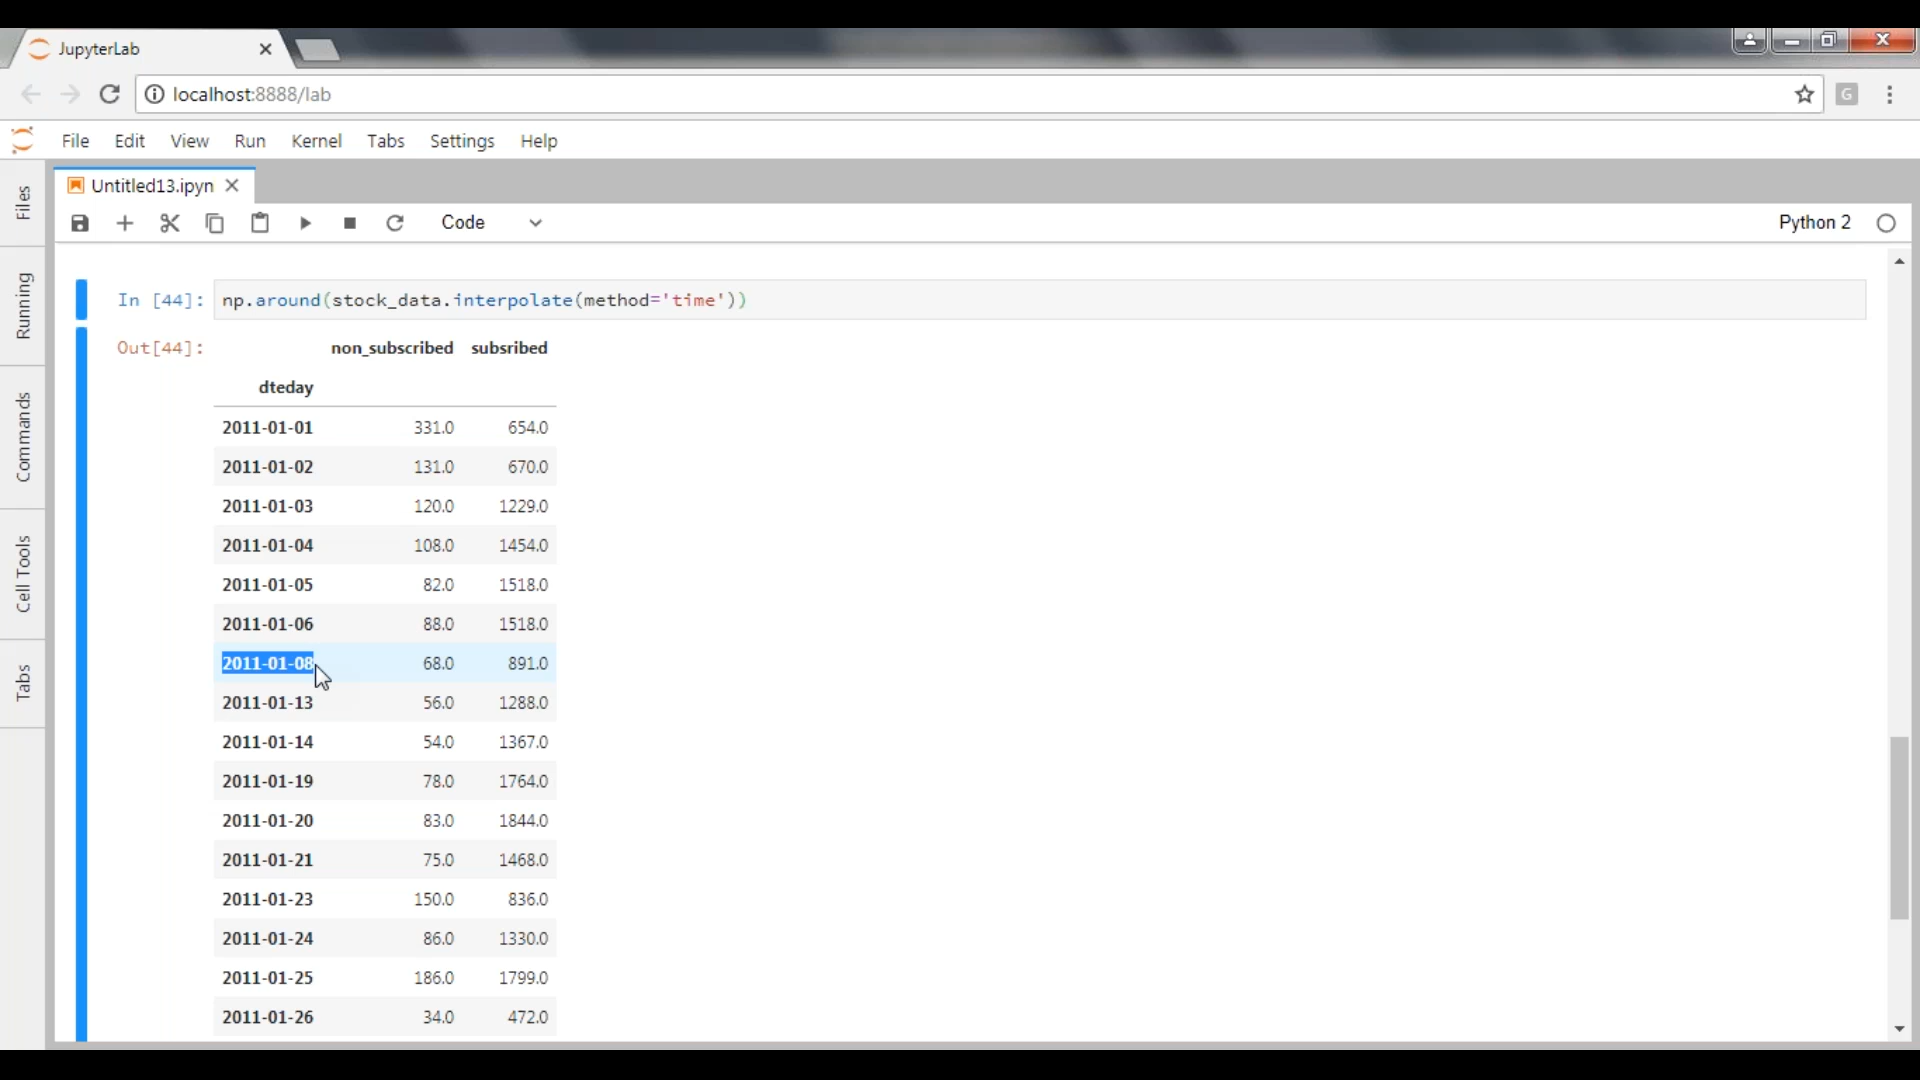 JupyterLab
localhost:8888/lab
G
File Edit View Run Kernel Tabs Settings Help
Files
Running
Commands
Cell Tools
Tabs
Untitled13.ipyn
Code
Python 2
In [44]: np.around(stock_data.interpolate(method='time'))
Out[44]: non_subscribed subsribed
dteday
2011-01-01 331.0 654.0
2011-01-02 131.0 670.0
2011-01-03 120.0 1229.0
2011-01-04 108.0 1454.0
2011-01-05 82.0 1518.0
2011-01-06 88.0 1518.0
2011-01-08 68.0 891.0
2011-01-13 56.0 1288.0
2011-01-14 54.0 1367.0
2011-01-19 78.0 1764.0
2011-01-20 83.0 1844.0
2011-01-21 75.0 1468.0
2011-01-23 150.0 836.0
2011-01-24 86.0 1330.0
2011-01-25 186.0 1799.0
2011-01-26 34.0 472.0